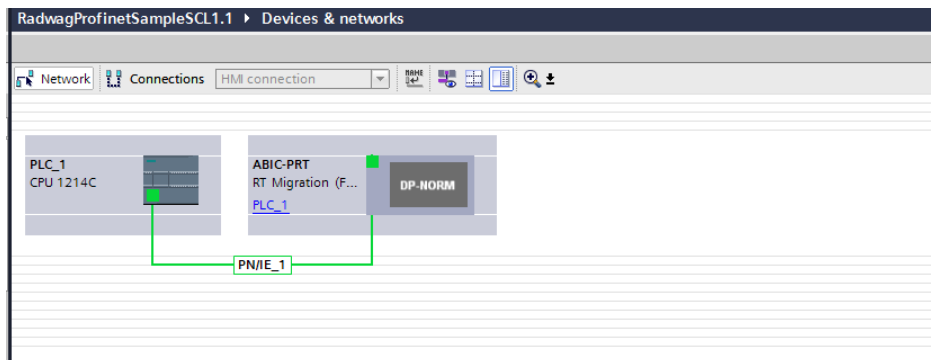 RadwagProfinetSampleSCL1.1 ▸ Devices & networks
Network Connections HMI connection
NAME
PLC_1
CPU 1214C
ABIC-PRT
RT Migration (F...
PLC_1
DP-NORM
PN/IE_1